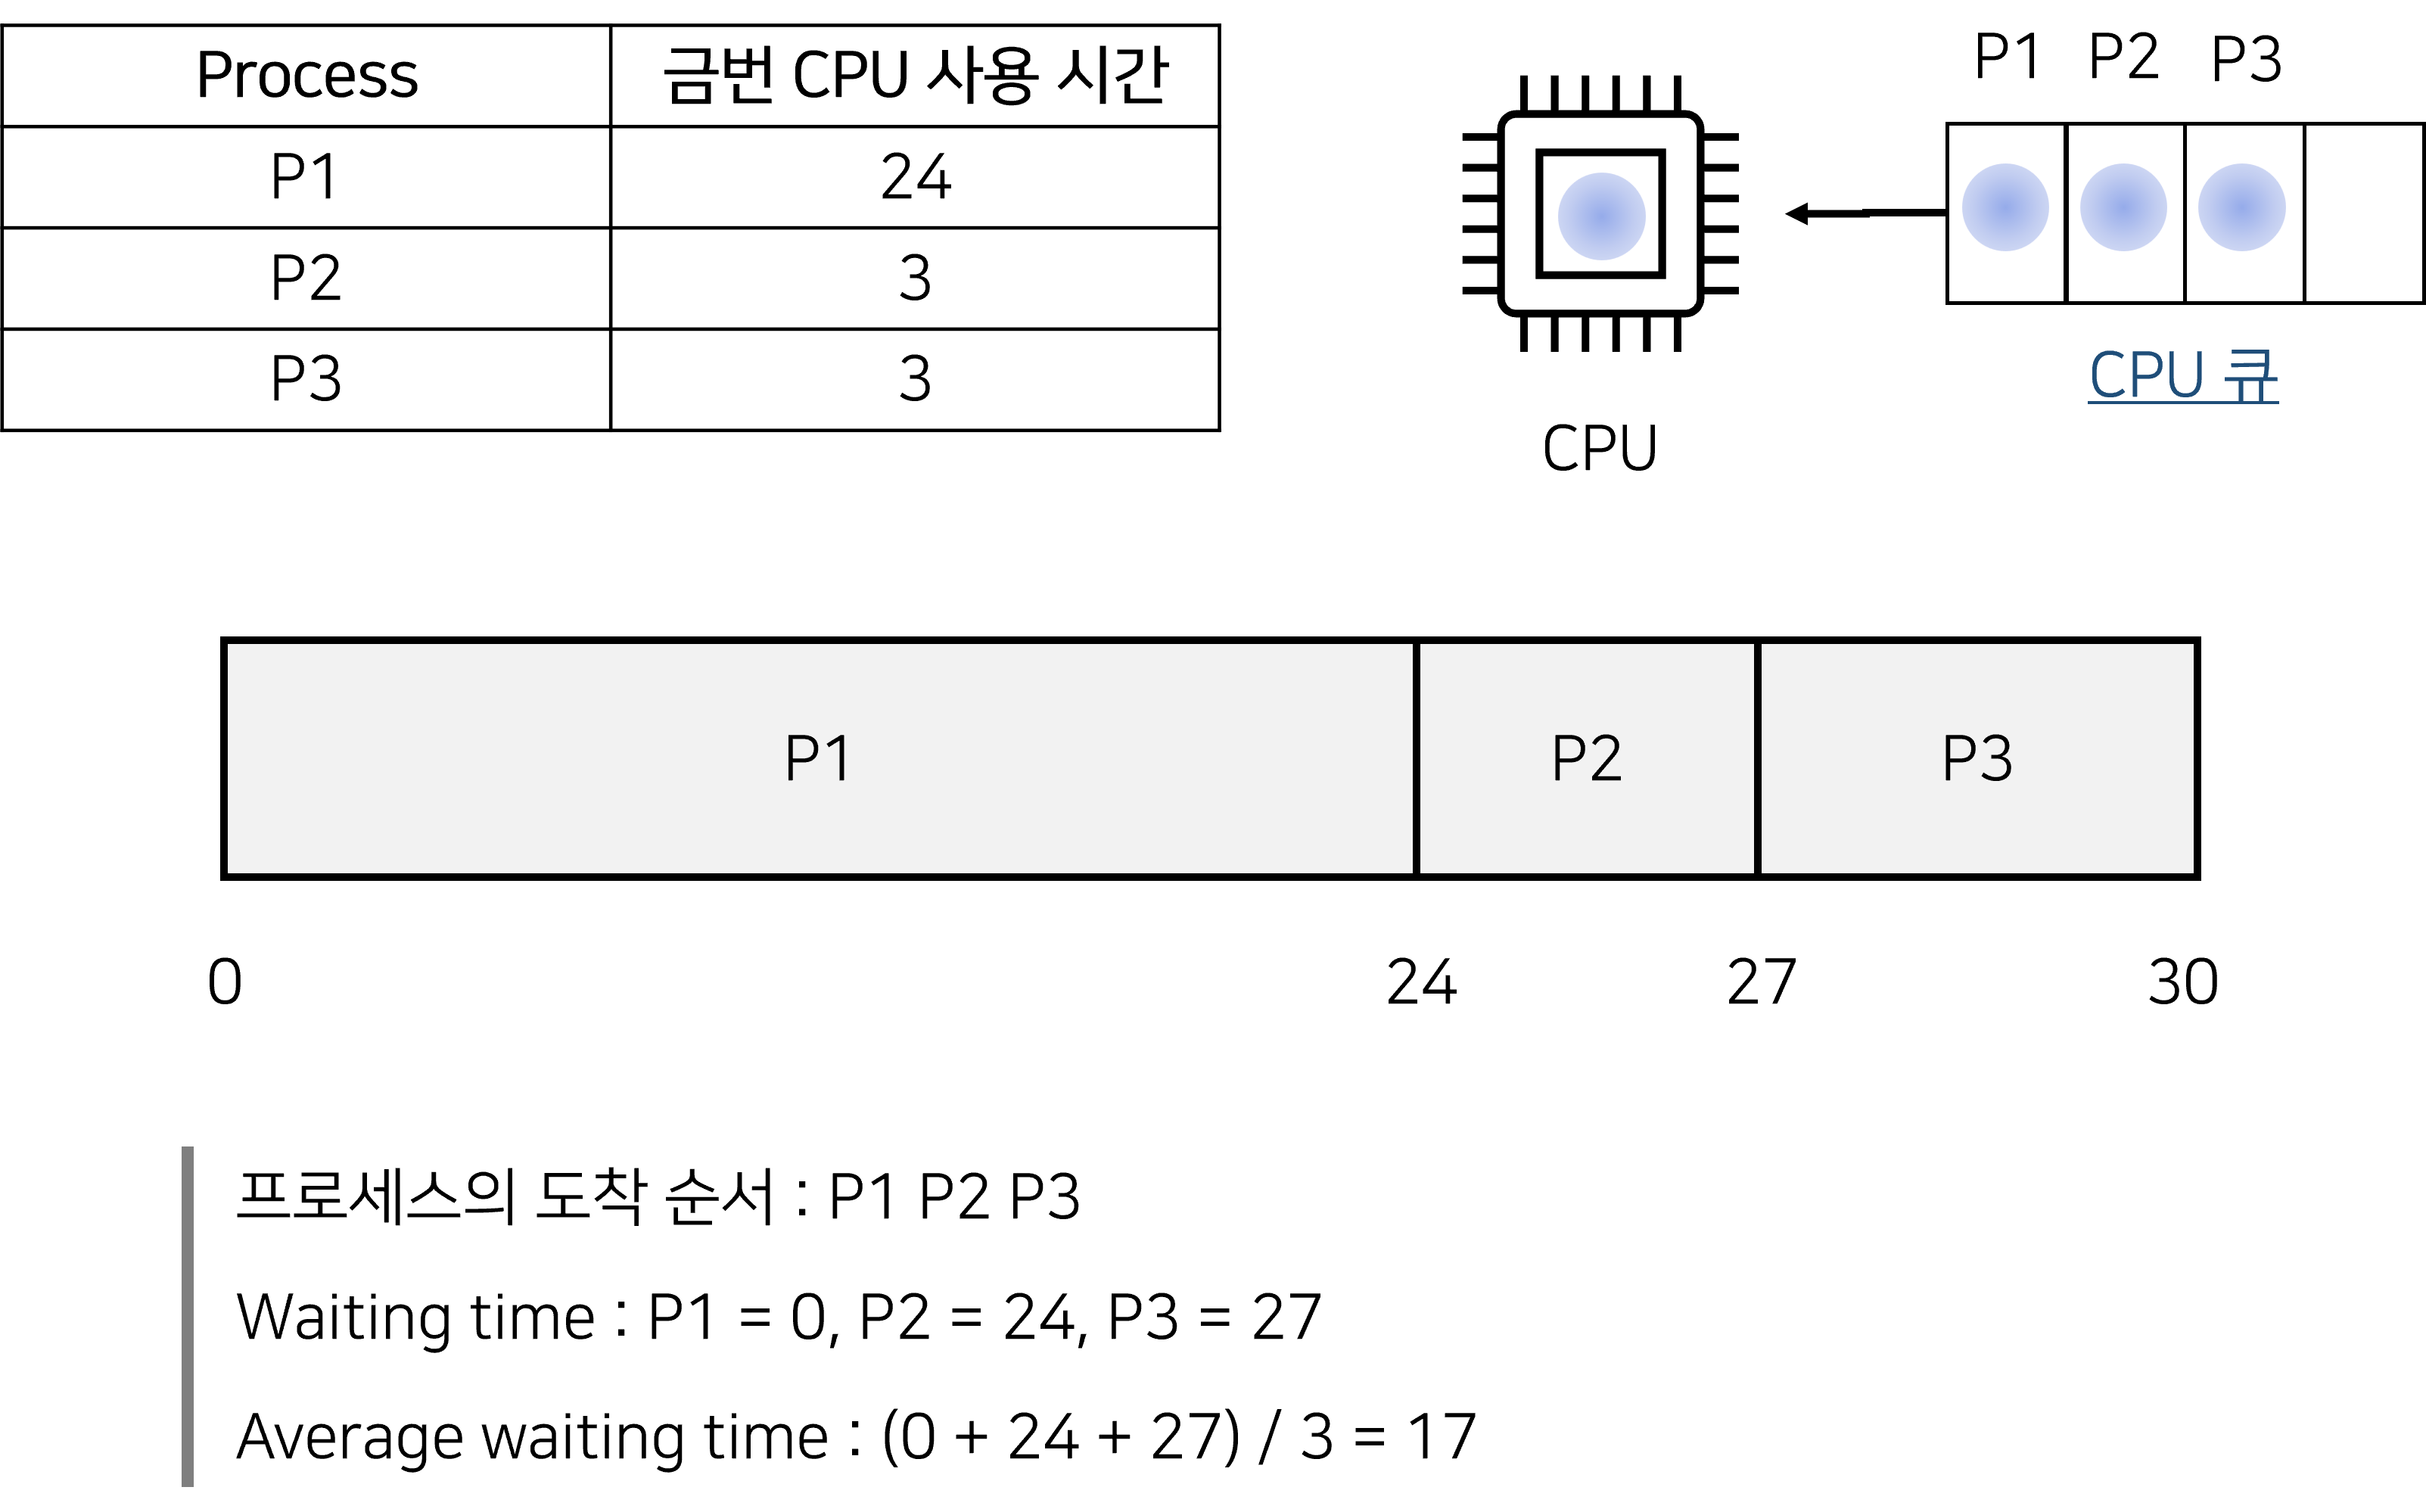 Process 금번 CPU 사용 시간
P1 24
P2 3
P3 3
P1 P2 P3
CPU 큐
CPU
P1 P2 P3
0 24 27 30
프로세스의 도착 순서 : P1 P2 P3
Waiting time : P1 = 0, P2 = 24, P3 = 27
Average waiting time : (0 + 24 + 27) / 3 = 17